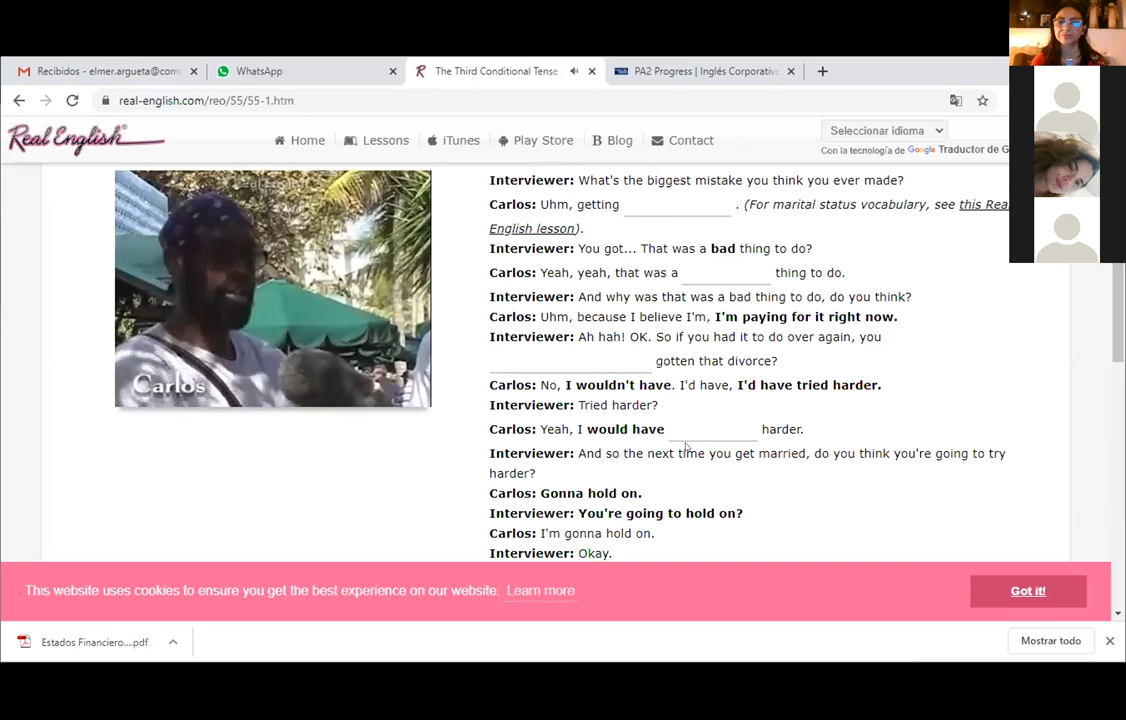 Recibidos - elmer.argueta@com
WhatsApp
The Third Conditional Tense
PA2 Progress | Inglés Corporativ
real-english.com/reo/55/55-1.htm
Real English
Home
Lessons
iTunes
Play Store
Blog
Contact
Seleccionar idioma
Con la tecnología de Google Traductor de G
Interviewer: What's the biggest mistake you think you ever made?
Carlos: Uhm, getting . (For marital status vocabulary, see this Rea
English lesson).
Interviewer: You got... That was a bad thing to do?
Carlos: Yeah, yeah, that was a thing to do.
Interviewer: And why was that was a bad thing to do, do you think?
Carlos: Uhm, because I believe I'm, I'm paying for it right now.
Interviewer: Ah hah! OK. So if you had it to do over again, you
gotten that divorce?
Carlos: No, I wouldn't have. I'd have, I'd have tried harder.
Interviewer: Tried harder?
Carlos: Yeah, I would have harder.
Interviewer: And so the next time you get married, do you think you're going to try
harder?
Carlos: Gonna hold on.
Interviewer: You're going to hold on?
Carlos: I'm gonna hold on.
Interviewer: Okay.
Carlos
This website uses cookies to ensure you get the best experience on our website. Learn more
Got it!
Estados Financiero....pdf
Mostrar todo